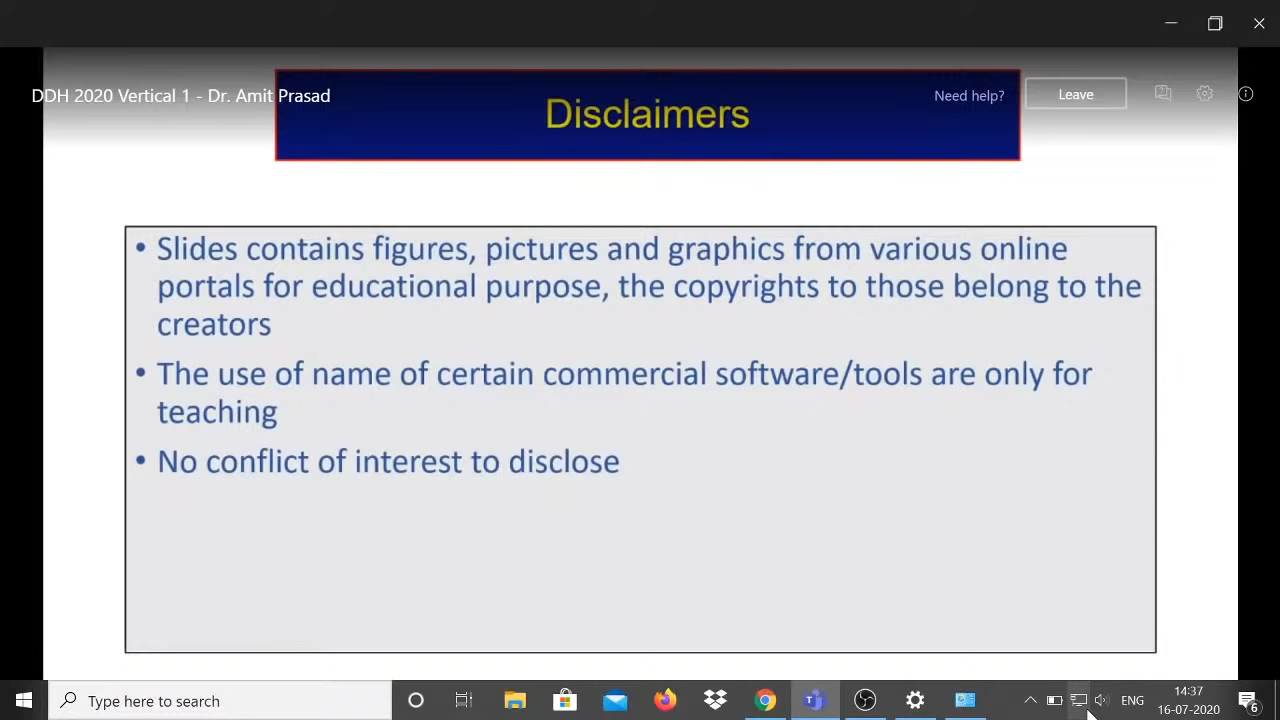 DDH 2020 Vertical 1 - Dr. Amit Prasad
Disclaimers
Need help?
Leave
• Slides contains figures, pictures and graphics from various online
portals for educational purpose, the copyrights to those belong to the
creators
• The use of name of certain commercial software/tools are only for
teaching
• No conflict of interest to disclose
Type here to search
ENG
14:37
16-07-2020
6